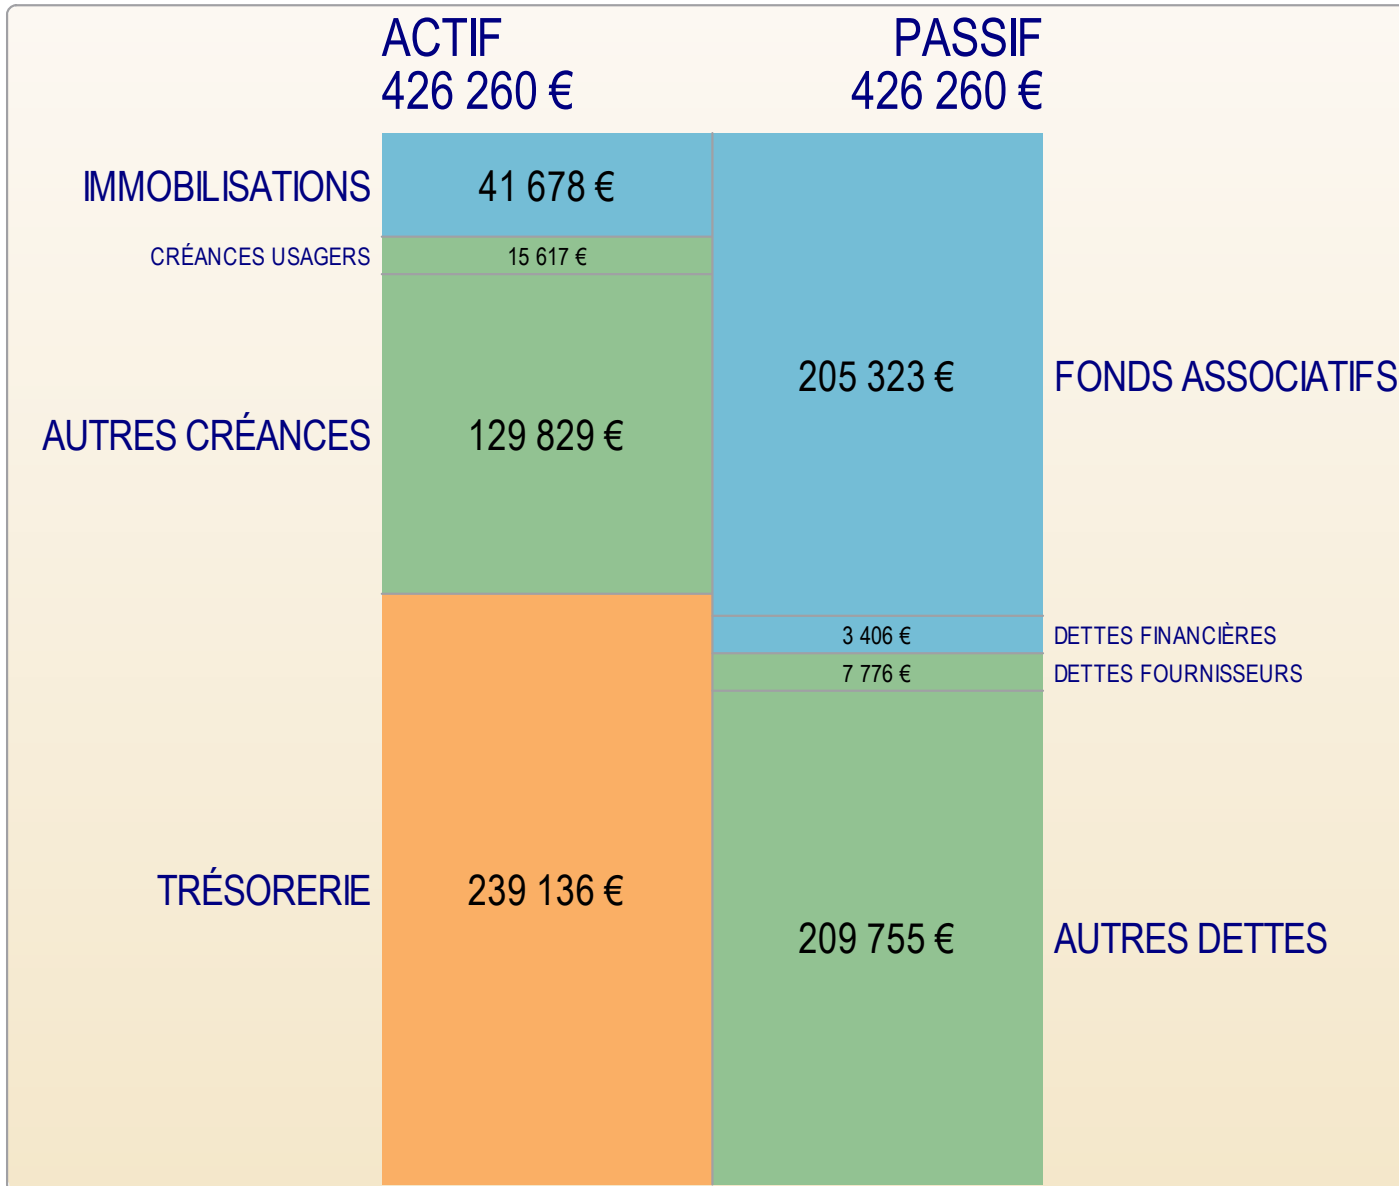 ACTIF
426 260 €
PASSIF
426 260 €
IMMOBILISATIONS
41 678 €
CRÉANCES USAGERS
15 617 €
AUTRES CRÉANCES
129 829 €
TRÉSORERIE
239 136 €
205 323 €
FONDS ASSOCIATIFS
3 406 €
DETTES FINANCIÈRES
7 776 €
DETTES FOURNISSEURS
209 755 €
AUTRES DETTES